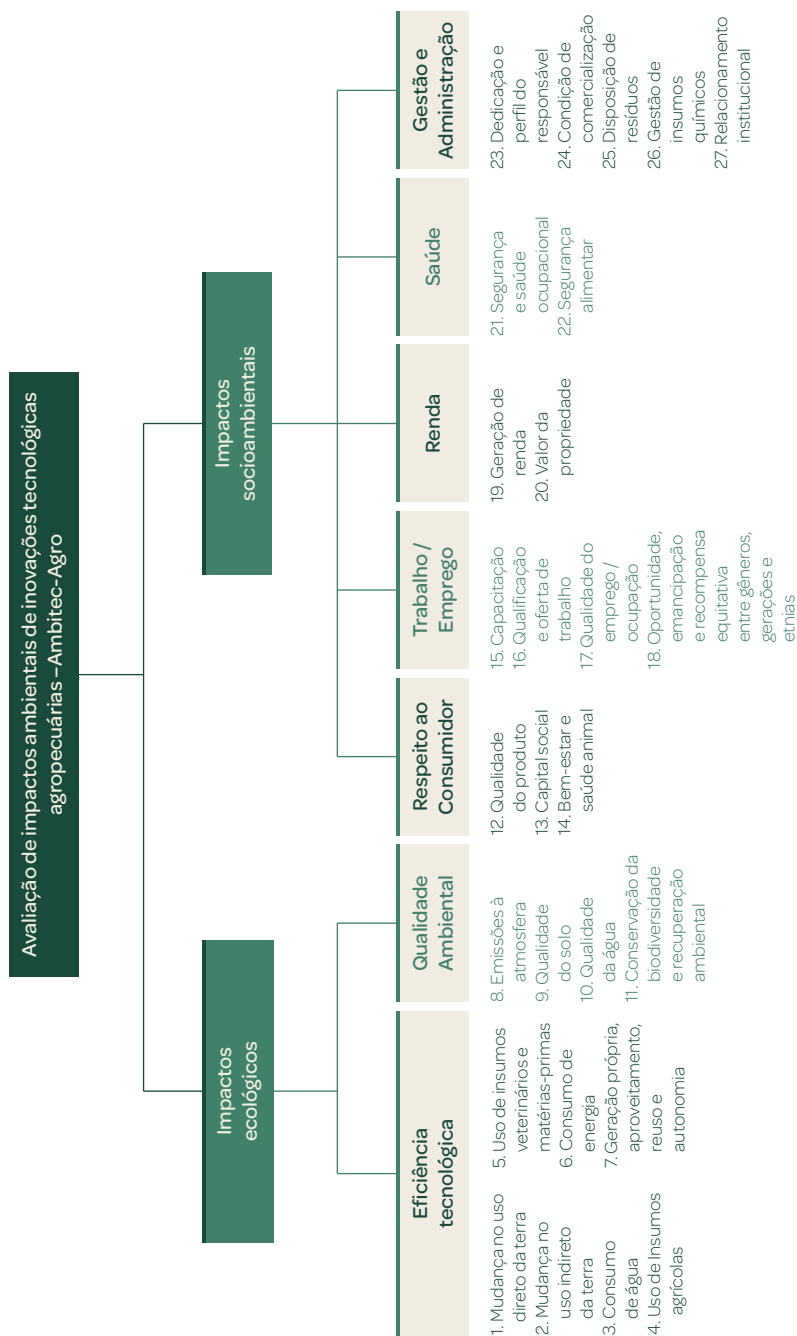 Avaliação de impactos ambientais de inovações tecnológicas
agropecuárias – Ambitec-Agro
Impactos
ecológicos
Impactos
socioambientais
Eficiência
tecnológica
1. Mudança no uso
direto da terra
2. Mudança no
uso indireto
da terra
3. Consumo
de água
4. Uso de Insumos
agrícolas
5. Uso de insumos
veterinários e
matérias-primas
6. Consumo de
energia
7. Geração própria,
aproveitamento,
reuso e
autonomia
Qualidade
Ambiental
8. Emissões à
atmosfera
9. Qualidade
do solo
10. Qualidade
da água
11. Conservação da
biodiversidade
e recuperação
ambiental
Respeito ao
Consumidor
12. Qualidade
do produto
13. Capital social
14. Bem-estar e
saúde animal
Trabalho /
Emprego
15. Capacitação
16. Qualificação
e oferta de
trabalho
17. Qualidade do
emprego /
ocupação
18. Oportunidade,
emancipação
e recompensa
equitativa
entre gêneros,
gerações e
etnias
Renda
19. Geração de
renda
20. Valor da
propriedade
Saúde
21. Segurança
e saúde
ocupacional
22. Segurança
alimentar
Gestão e
Administração
23. Dedicação e
perfil do
responsável
24. Condição de
comercialização
25. Disposição de
resíduos
26. Gestão de
insumos
químicos
27. Relacionamento
institucional